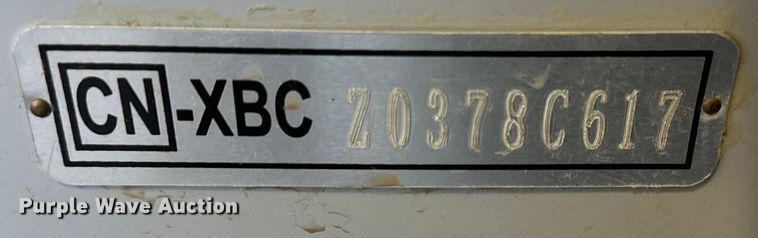 CN-XBC Z0378C617
Purple Wave Auction